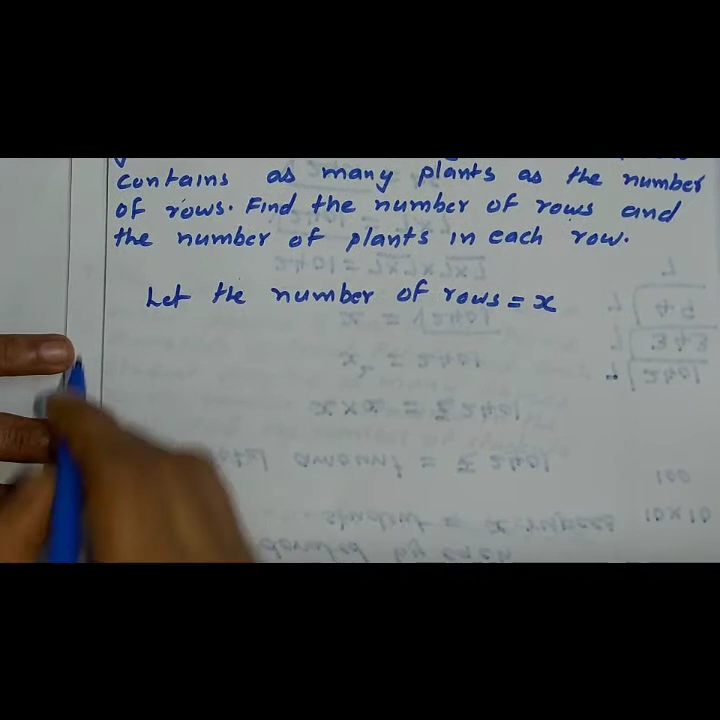 contains as many plants as the number
of rows. Find the number of rows and
the number of plants in each row.
Let the number of rows = x